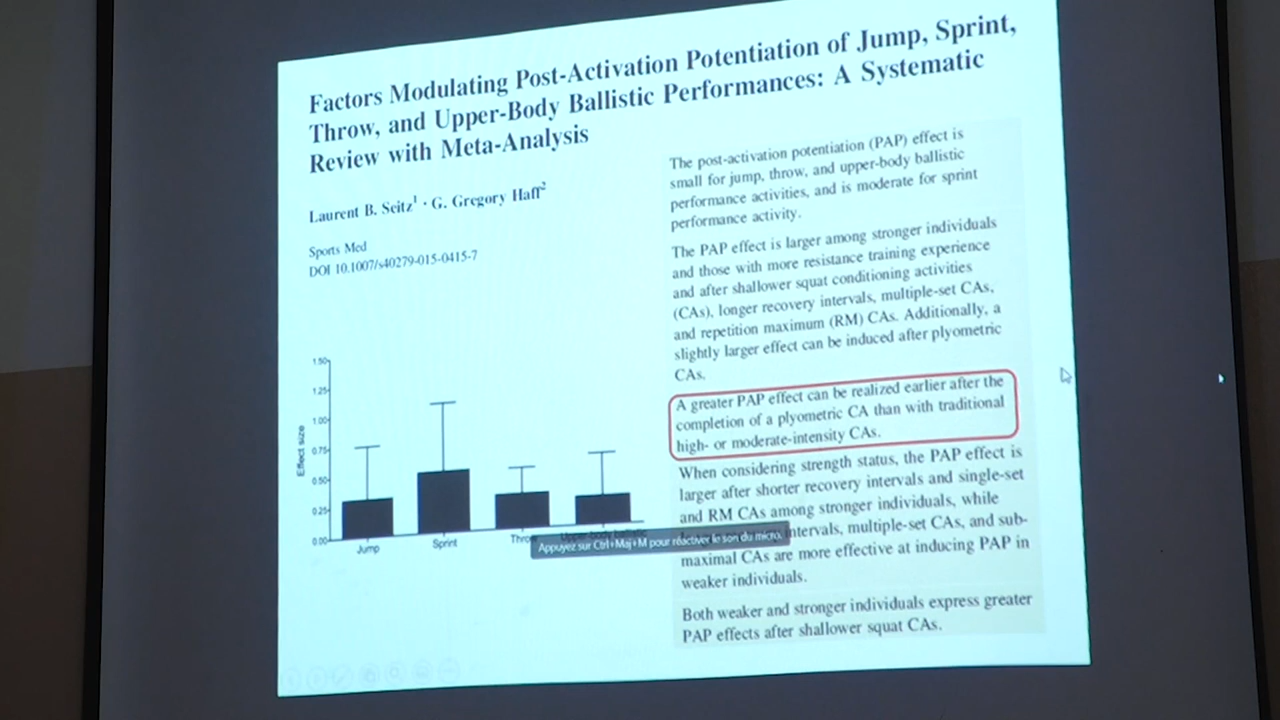 Factors Modulating Post-Activation Potentiation of Jump, Sprint,
Throw, and Upper-Body Ballistic Performances: A Systematic
Review with Meta-Analysis
Laurent B. Seitz1 · G. Gregory Haff2
Sports Med
DOI 10.1007/s40279-015-0415-7
1.50
1.25
1.00
0.75
0.50
0.25
0.00
Effect size
Jump
Sprint
Throw
Appuyez sur Ctrl+Maj+M pour réactiver le son du micro.
The post-activation potentiation (PAP) effect is
small for jump, throw, and upper-body ballistic
performance activities, and is moderate for sprint
performance activity.
The PAP effect is larger among stronger individuals
and those with more resistance training experience
and after shallower squat conditioning activities
(CAs), longer recovery intervals, multiple-set CAs,
and repetition maximum (RM) CAs. Additionally, a
slightly larger effect can be induced after plyometric
CAs.
A greater PAP effect can be realized earlier after the
completion of a plyometric CA than with traditional
high- or moderate-intensity CAs.
When considering strength status, the PAP effect is
larger after shorter recovery intervals and single-set
and RM CAs among stronger individuals, while
intervals, multiple-set CAs, and sub-
maximal CAs are more effective at inducing PAP in
weaker individuals.
Both weaker and stronger individuals express greater
PAP effects after shallower squat CAs.